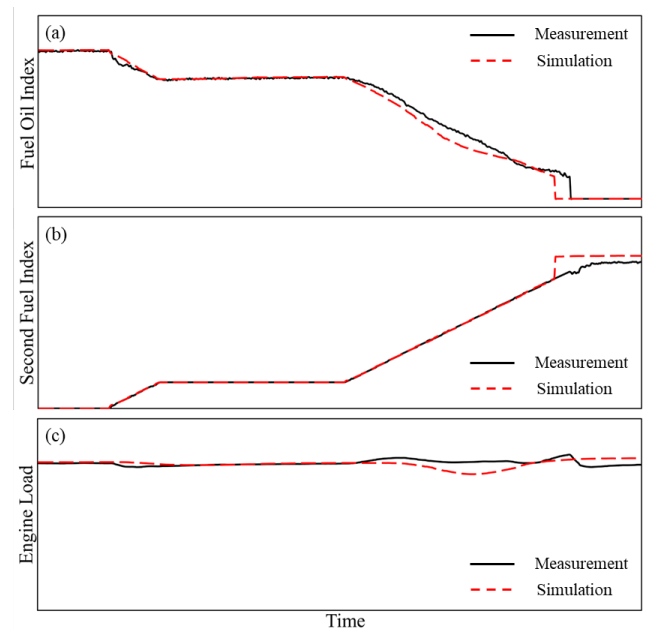 (a)
Measurement
Simulation
Fuel Oil Index
(b)
Measurement
Simulation
Second Fuel Index
(c)
Measurement
Simulation
Engine Load
Time